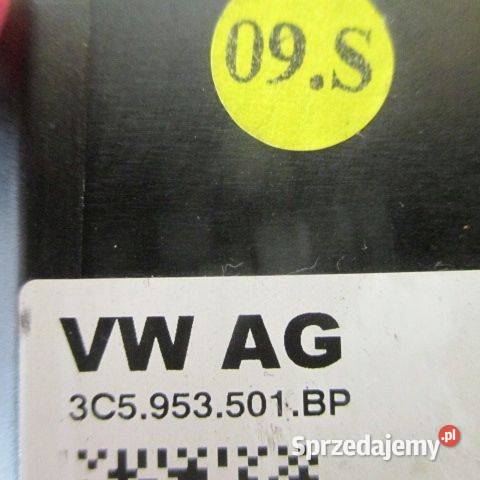 09.S
VW AG
3C5.953.501.BP
Sprzedajemy.pl